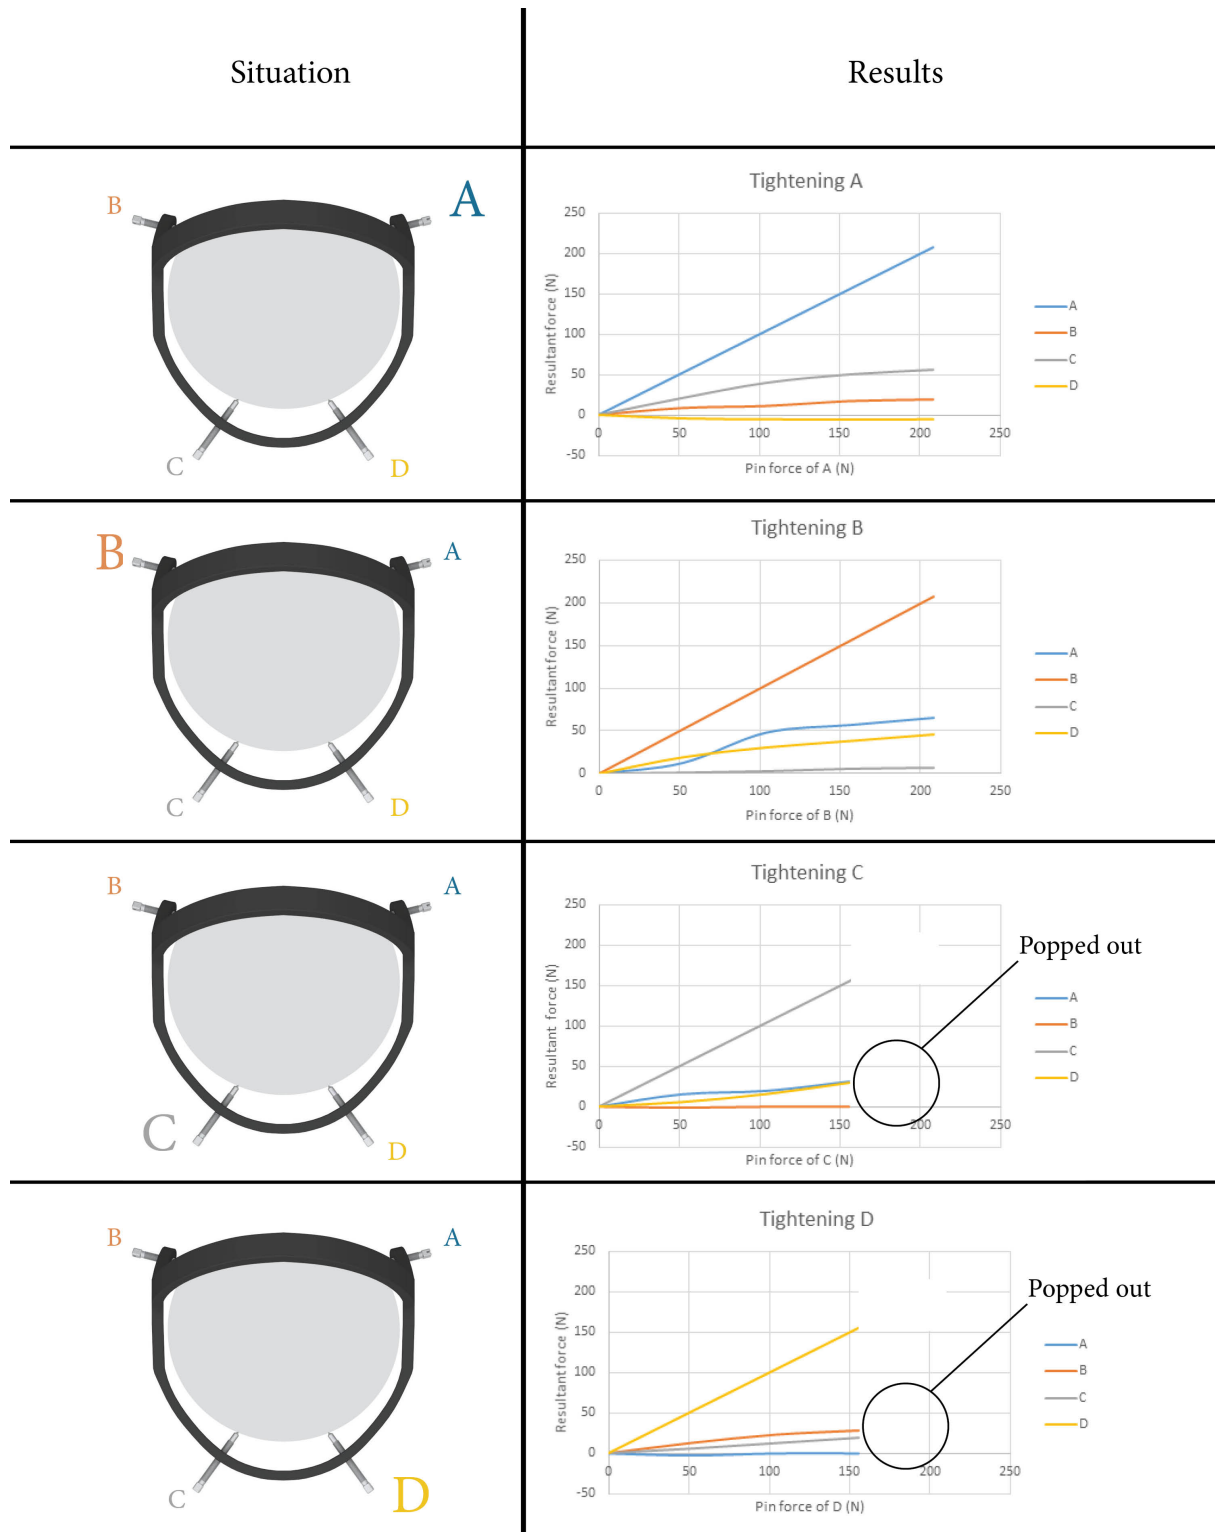 Situation
Results
B
A
C
D
Tightening A
Resultant force (N)
250
200
150
100
50
0
-50
0 50 100 150 200 250
Pin force of A (N)
A
B
C
D
B
A
C
D
Tightening B
Resultant force (N)
250
200
150
100
50
0
0 50 100 150 200 250
Pin force of B (N)
A
B
C
D
B
A
C
D
Tightening C
Resultant force (N)
250
200
150
100
50
0
-50
0 50 100 150 200 250
Pin force of C (N)
Popped out
A
B
C
D
B
A
C
D
Tightening D
Resultant force (N)
250
200
150
100
50
0
-50
0 50 100 150 200 250
Pin force of D (N)
Popped out
A
B
C
D